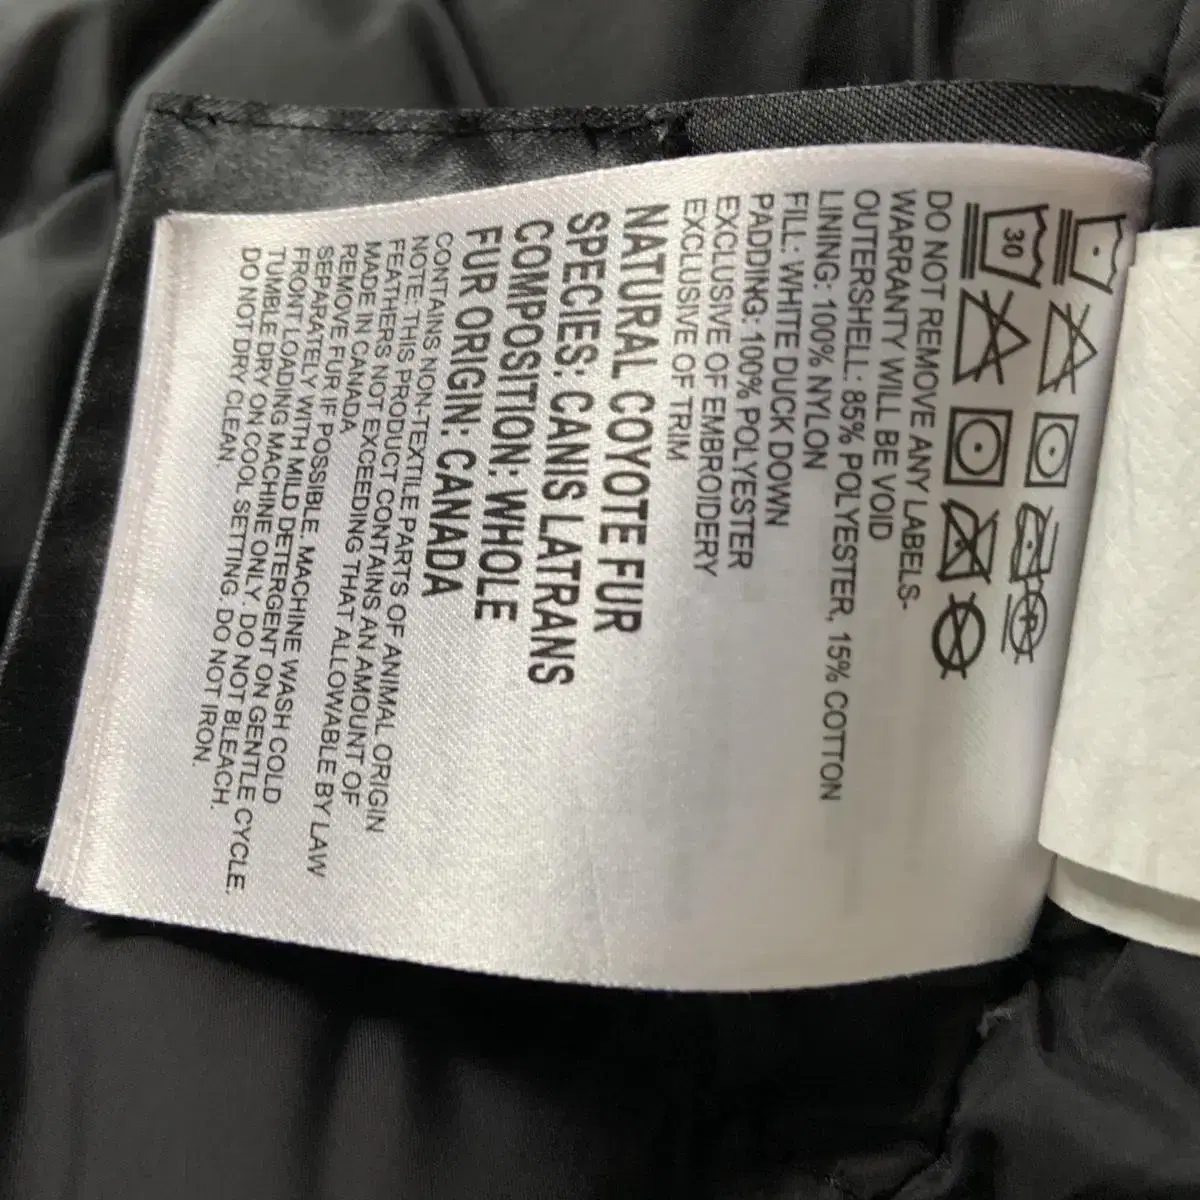 30
DO NOT REMOVE ANY LABELS-
WARRANTY WILL BE VOID
OUTERSHELL: 85% POLYESTER, 15% COTTON
LINING: 100% NYLON
FILL: WHITE DUCK DOWN
PADDING: 100% POLYESTER
EXCLUSIVE OF EMBROIDERY
EXCLUSIVE OF TRIM
NATURAL COYOTE FUR
SPECIES: CANIS LATRANS
COMPOSITION: WHOLE
FUR ORIGIN: CANADA
CONTAINS NON-TEXTILE PARTS OF ANIMAL ORIGIN
NOTE: THIS PRODUCT CONTAINS AN AMOUNT OF
FEATHERS NOT EXCEEDING THAT ALLOWABLE BY LAW
MADE IN CANADA
REMOVE FUR IF POSSIBLE. MACHINE WASH COLD
SEPARATELY WITH MILD DETERGENT ON GENTLE CYCLE.
FRONT LOADING MACHINE ONLY. DO NOT BLEACH.
TUMBLE DRY ON COOL SETTING. DO NOT IRON.
DO NOT DRY CLEAN.